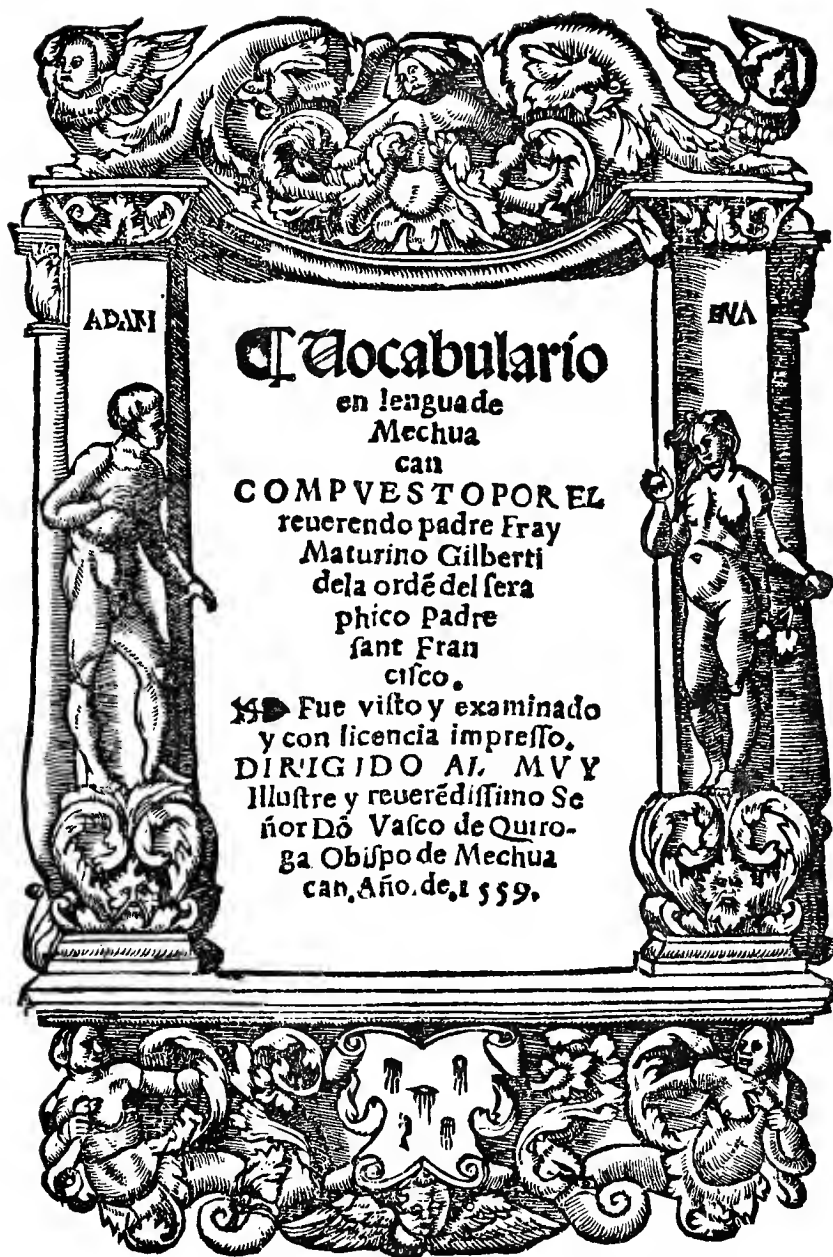 ADAM
EVA
¶ Vocabulario
en lengua de
Mechua
can
COMPVESTO POR EL
reuerendo padre Fray
Maturino Gilberti
dela ordē del ſera
phico Padre
ſant Fran
ciſco.
Fue viſto y examinado
y con licencia impreſſo.
DIRIGIDO AL MVY
Illuſtre y reuerēdiſſimo Se
ñor Dō Vaſco de Quiro-
ga Obiſpo de Mechua
can. Año. de. 1559.